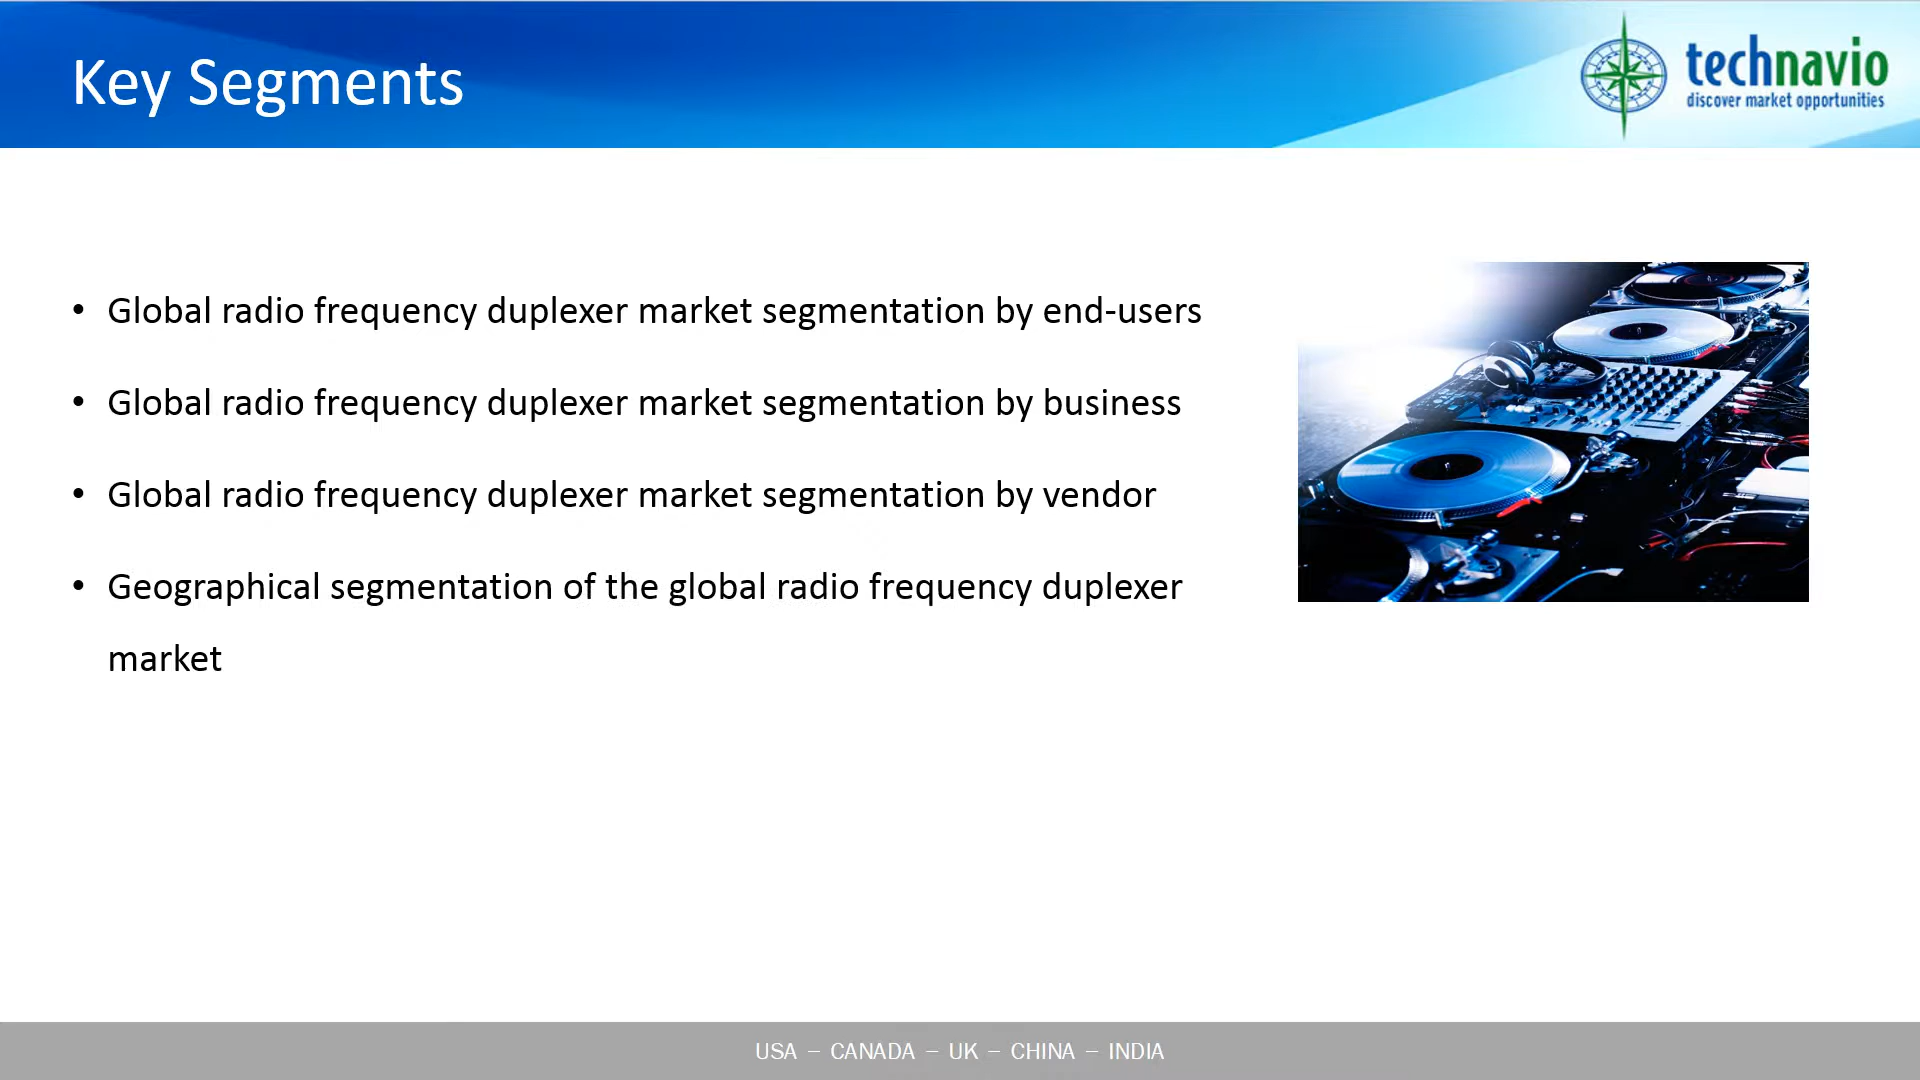 Key Segments
technavio
discover market opportunities
• Global radio frequency duplexer market segmentation by end-users
• Global radio frequency duplexer market segmentation by business
• Global radio frequency duplexer market segmentation by vendor
• Geographical segmentation of the global radio frequency duplexer
market
USA – CANADA – UK – CHINA – INDIA